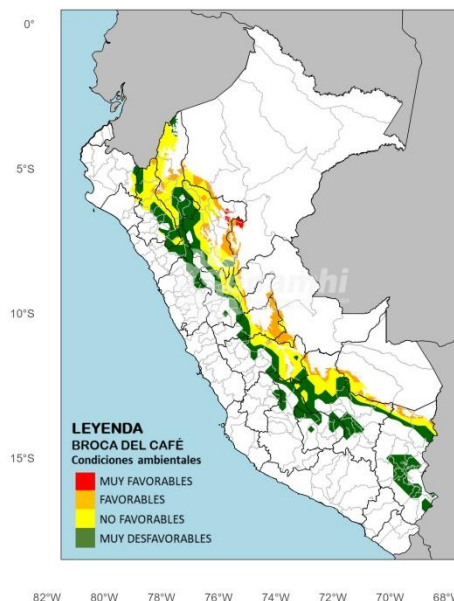 0°
5°S
10°S
15°S
LEYENDA
BROCA DEL CAFÉ
Condiciones ambientales
MUY FAVORABLES
FAVORABLES
NO FAVORABLES
MUY DESFAVORABLES
82°W 80°W 78°W 76°W 74°W 72°W 70°W 68°W